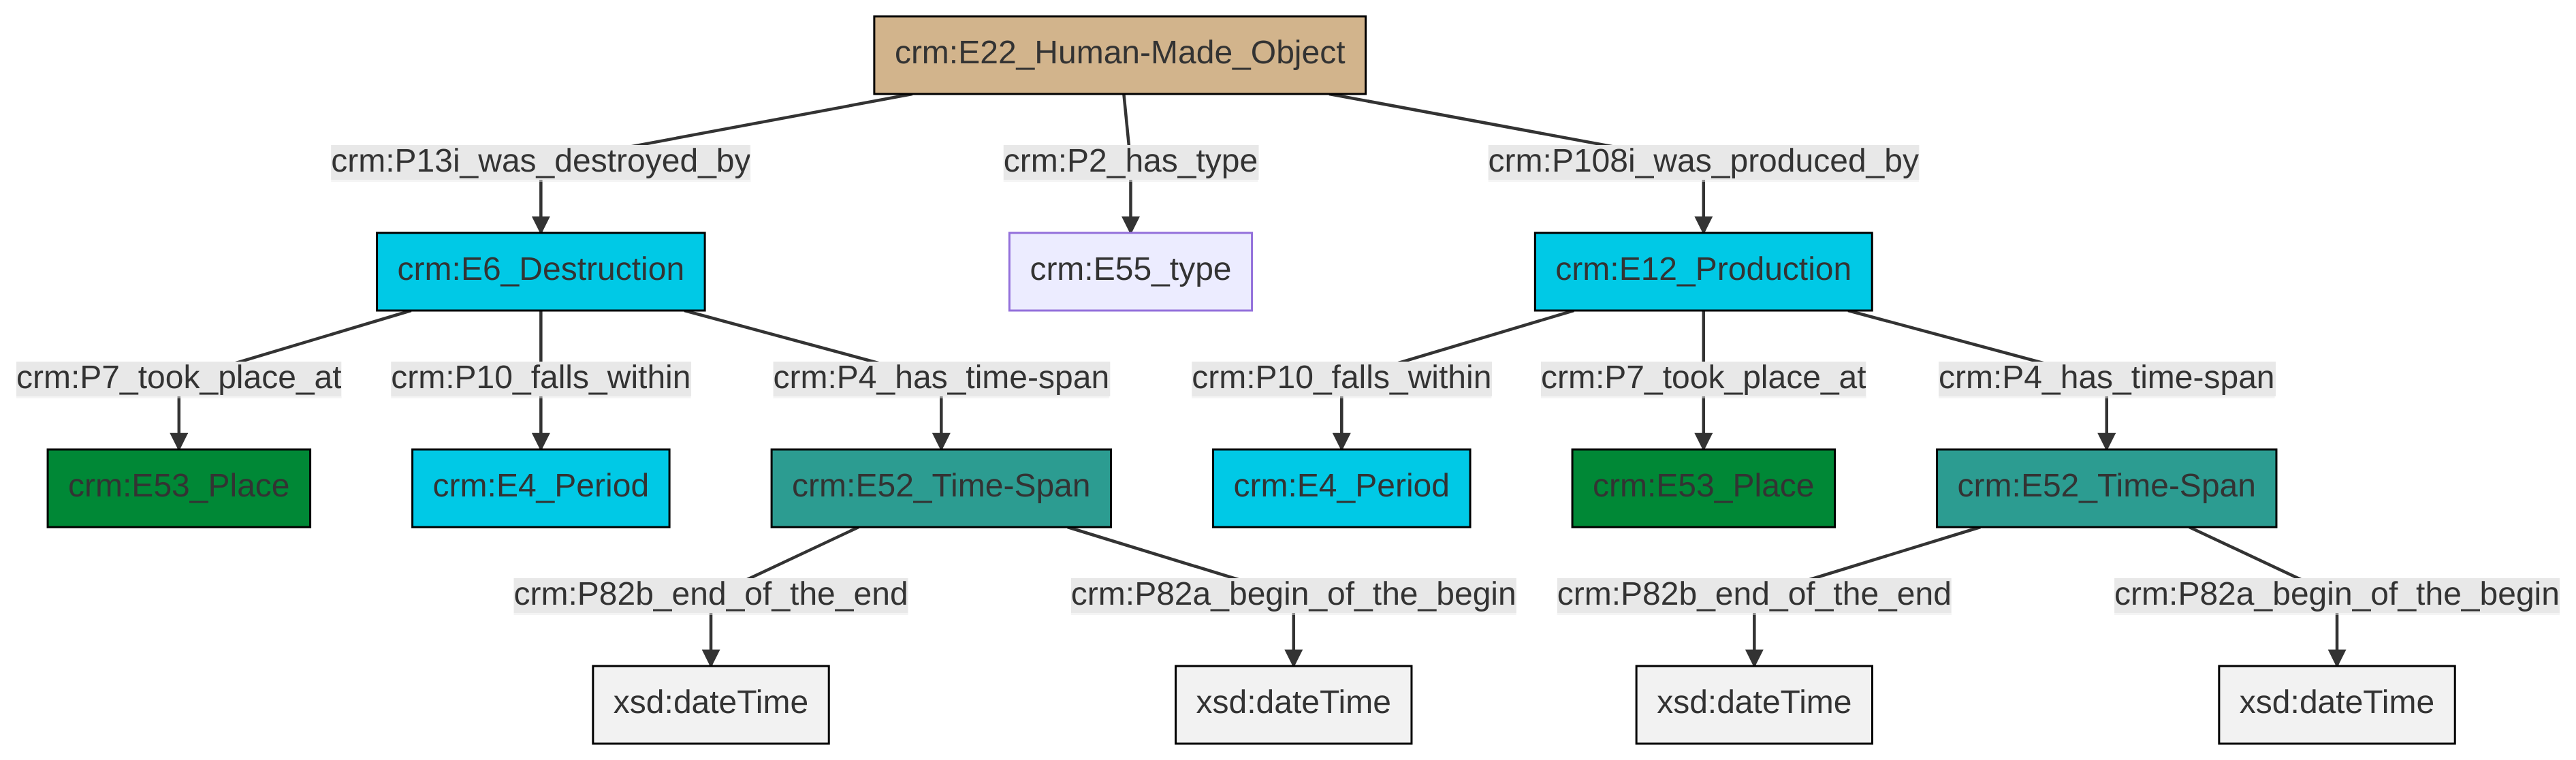 crm:E22_Human-Made_Object
crm:P13i_was_destroyed_by
crm:P2_has_type
crm:P108i_was_produced_by
crm:E6_Destruction
crm:E55_type
crm:E12_Production
crm:P7_took_place_at
crm:P10_falls_within
crm:P4_has_time-span
crm:P10_falls_within
crm:P7_took_place_at
crm:P4_has_time-span
crm:E53_Place
crm:E4_Period
crm:E52_Time-Span
crm:E4_Period
crm:E53_Place
crm:E52_Time-Span
crm:P82b_end_of_the_end
crm:P82a_begin_of_the_begin
crm:P82b_end_of_the_end
crm:P82a_begin_of_the_begin
xsd:dateTime
xsd:dateTime
xsd:dateTime
xsd:dateTime